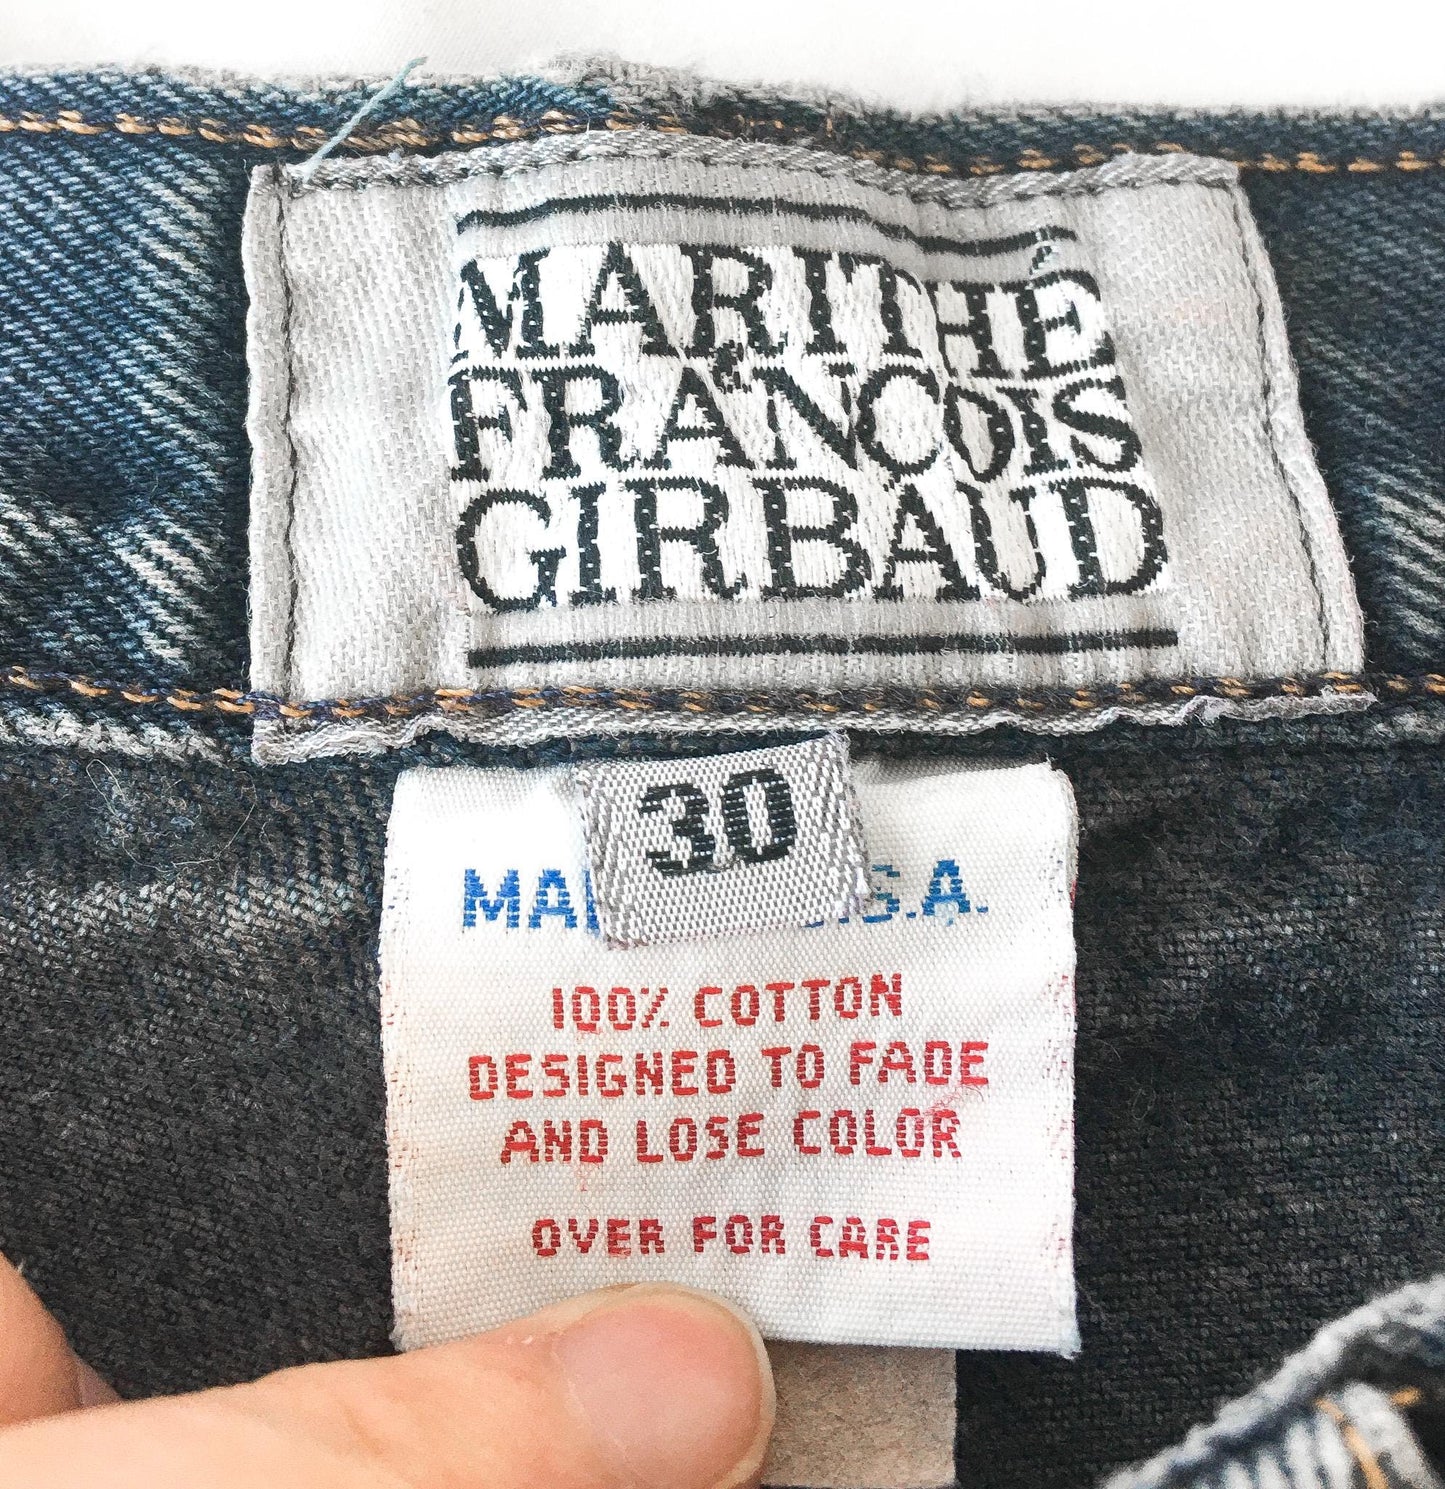 MARITHÉ
&
FRANÇOIS
GIRBAUD
30
MA .S.A.
100% COTTON
DESIGNED TO FADE
AND LOSE COLOR
OVER FOR CARE